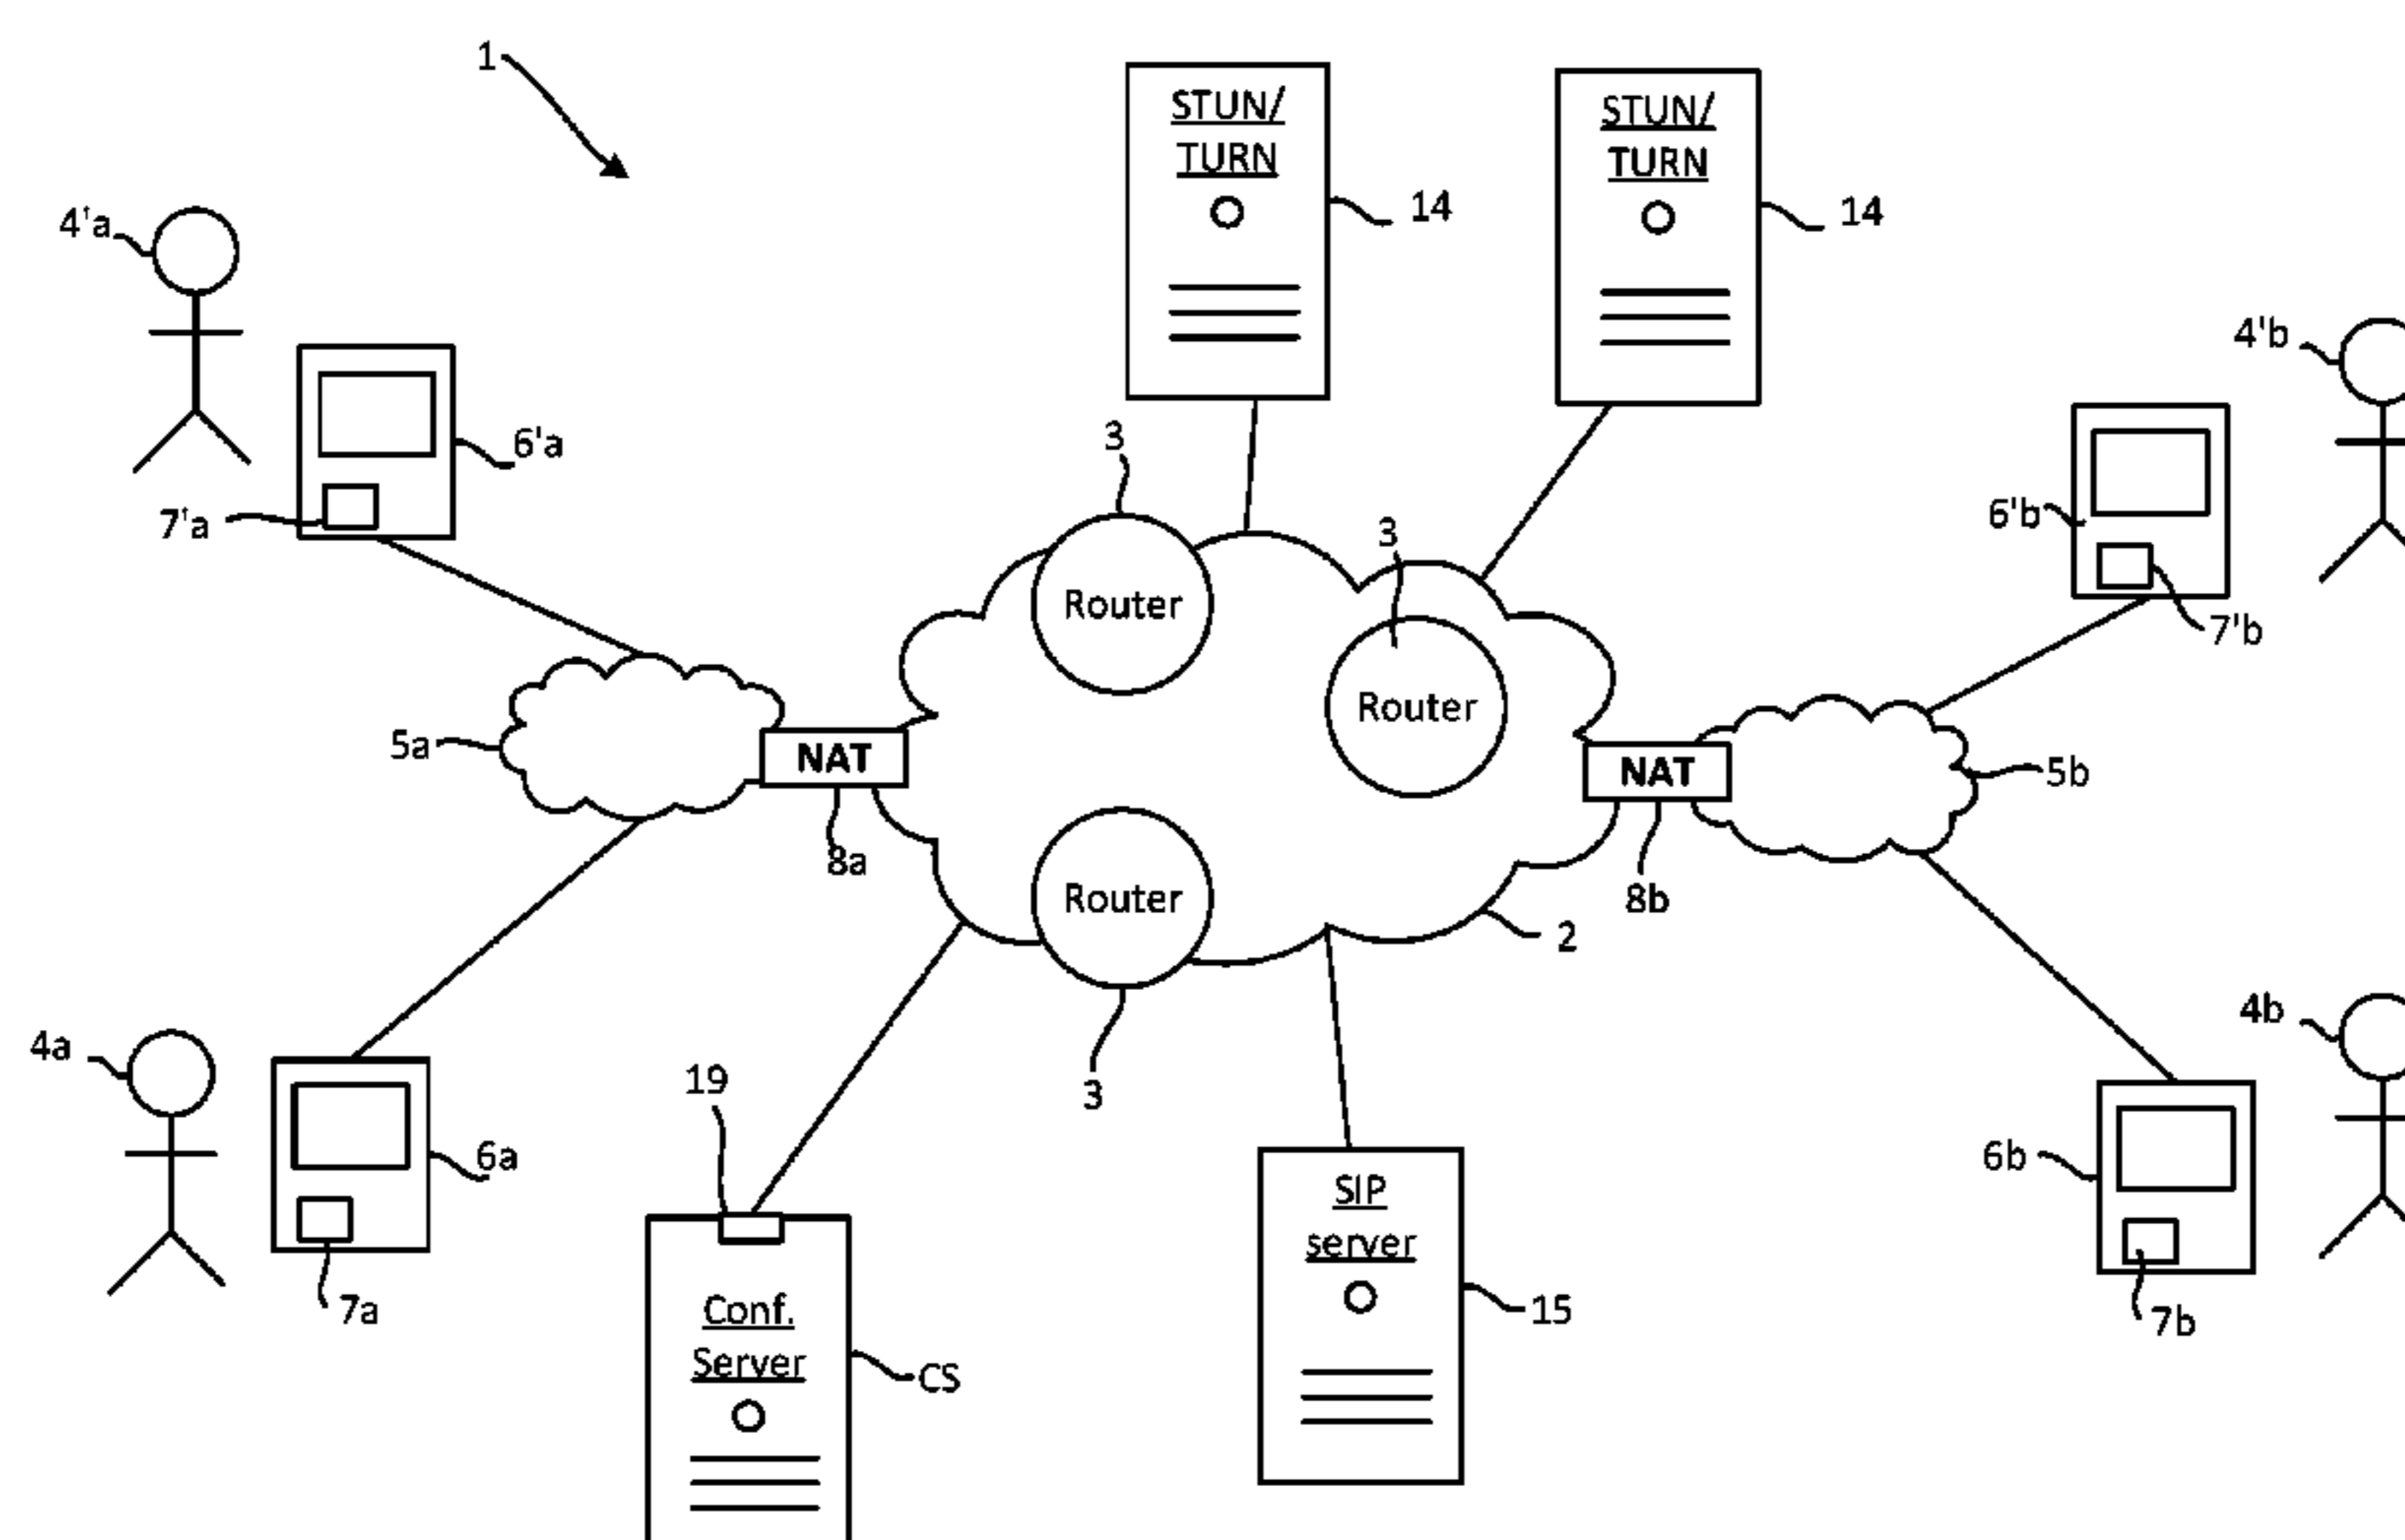 1
STUN/
TURN
14
STUN/
TURN
14
4'a
6'a
7'a
3
Router
3
Router
4'b
6'b
7'b
5a
NAT
8a
NAT
8b
5b
Router
3
2
4a
6a
7a
19
Conf.
Server
CS
SIP
server
15
4b
6b
7b